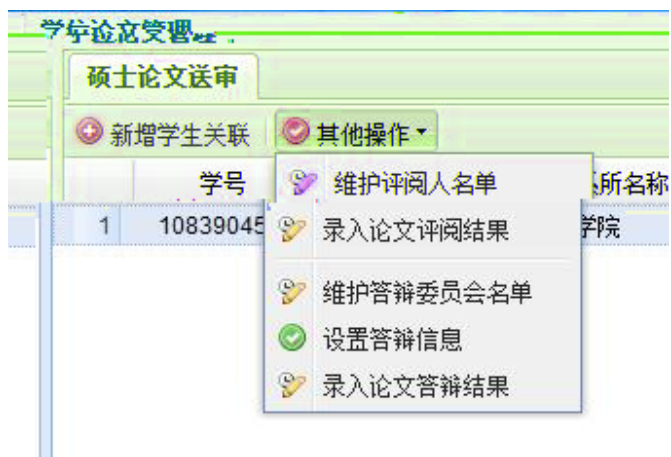 硕士论文送审
新增学生关联 其他操作
学号 维护评阅人名单 所名称
1 10839045 录入论文评阅结果 学院
维护答辩委员会名单
设置答辩信息
录入论文答辩结果